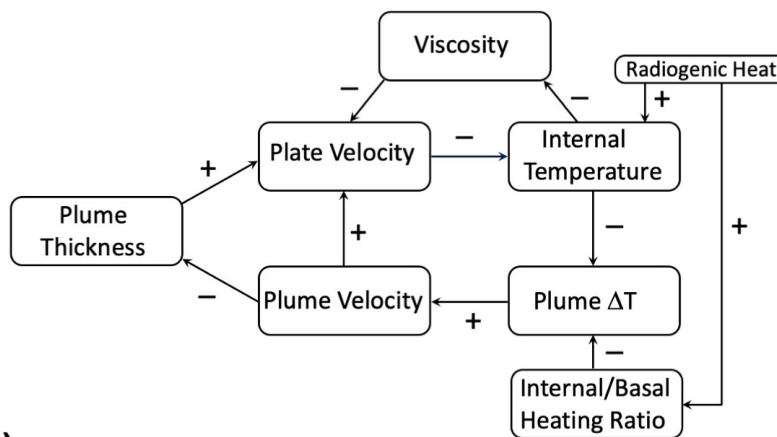 Viscosity
Radiogenic Heat
−
−
+
Plate Velocity
−
Internal
Temperature
+
Plume
Thickness
+
−
+
−
Plume Velocity
+
Plume ΔT
−
Internal/Basal
Heating Ratio
)